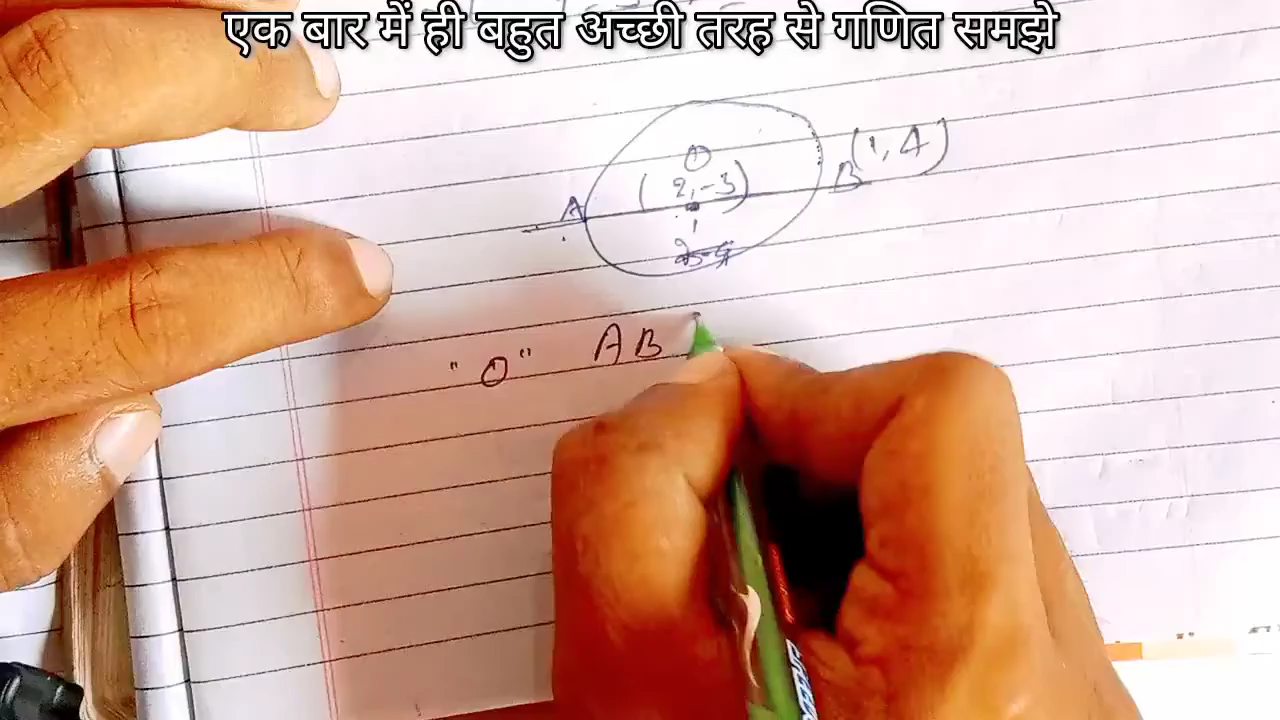 एक बार में ही बहुत अच्छी तरह से गणित समझे
O
(1, 4)
(2, -3)
A
B
"O" AB